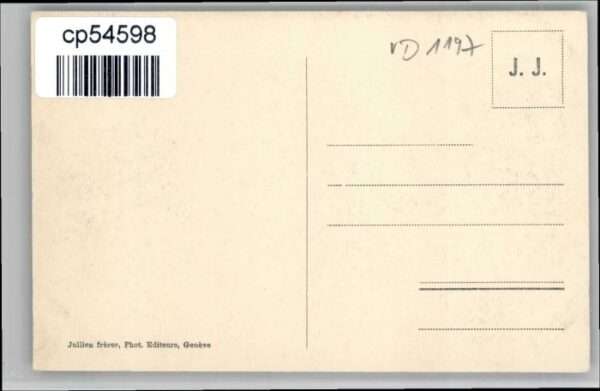 cp54598
VD 1197
J. J.
Jullien frères, Phot. Editeurs, Genève